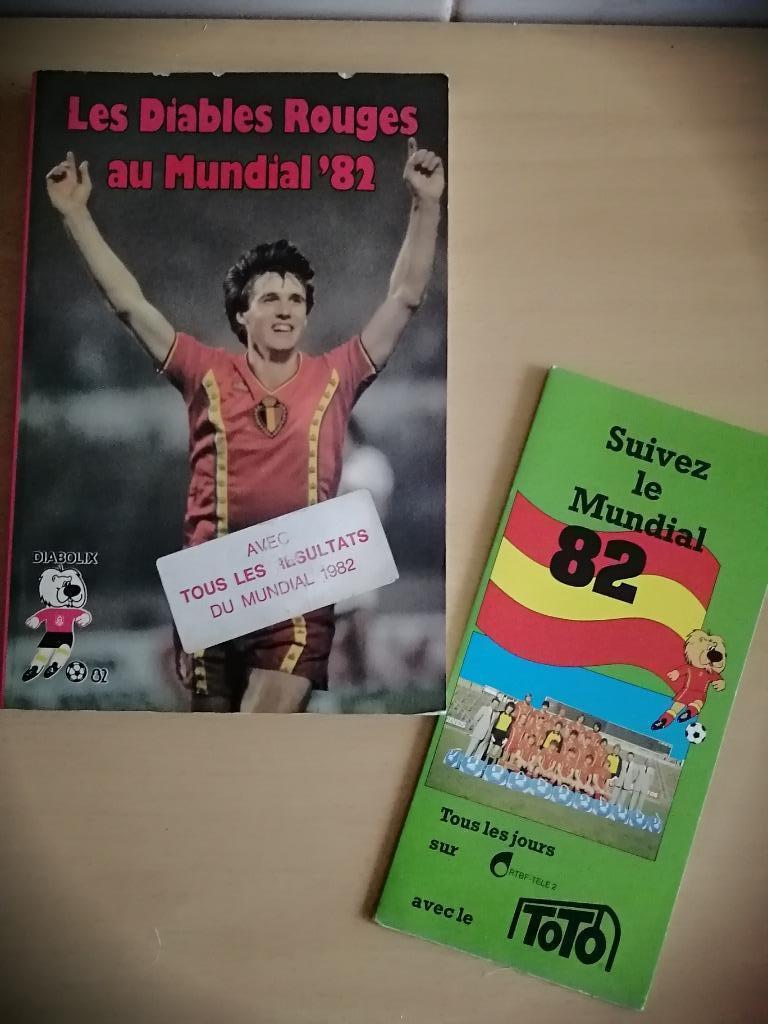 Les Diables Rouges
au Mundial '82
AVEC
TOUS LES RESULTATS
DU MUNDIAL 1982
DIABOLIX
82
Suivez
le
Mundial
82
Tous les jours
sur RTBF-TELE 2
avec le TOTO